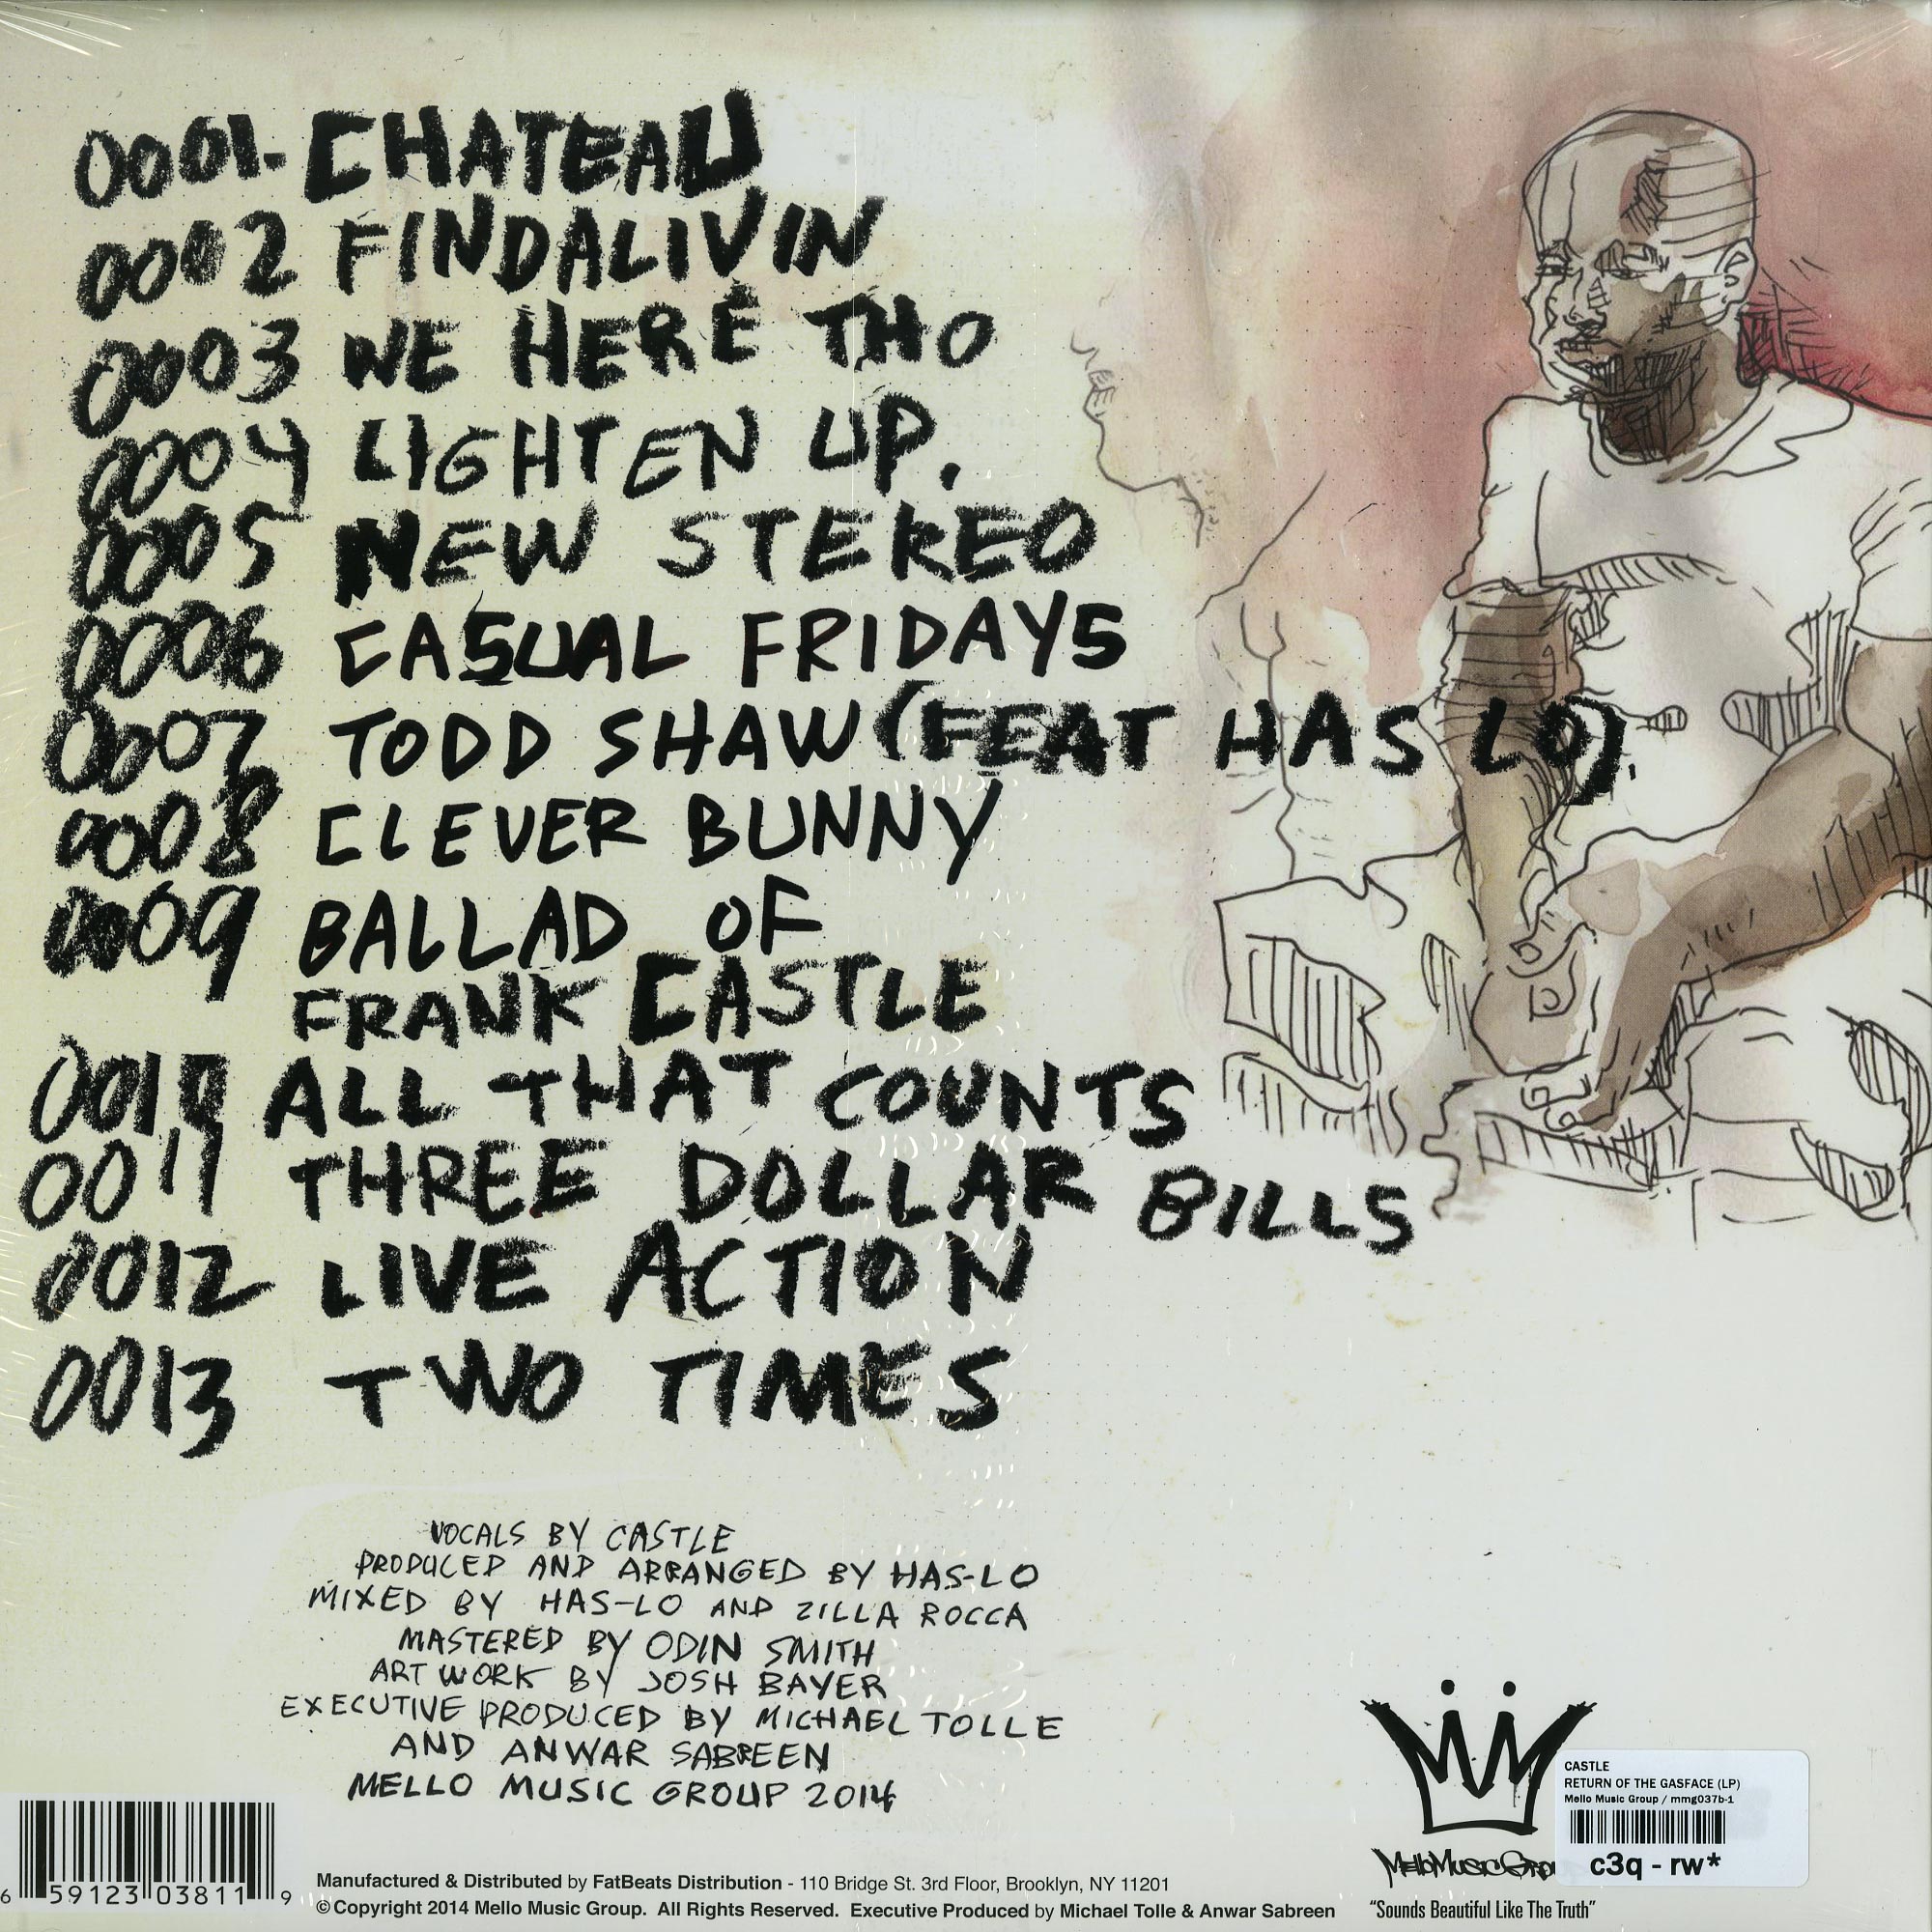 0001. CHATEAU
0002 FINDALIVIN
0003 WE HERE THO
0004 LIGHTEN UP.
0005 NEW STEREO
0006 CASUAL FRIDAYS
0007 TODD SHAW (FEAT HAS LO).
0008 CLEVER BUNNY
0009 BALLAD OF
FRANK CASTLE
0010 ALL THAT COUNTS
0011 THREE DOLLAR BILLS
0012 LIVE ACTION
0013 TWO TIMES
VOCALS BY CASTLE
PRODUCED AND ARRANGED BY HAS-LO
MIXED BY HAS-LO AND ZILLA ROCCA
MASTERED BY ODIN SMITH
ART WORK BY JOSH BAYER
EXECUTIVE PRODUCED BY MICHAEL TOLLE
AND ANWAR SABREEN
MELLO MUSIC GROUP 2014
6 59123 03811 9
Manufactured & Distributed by FatBeats Distribution - 110 Bridge St. 3rd Floor, Brooklyn, NY 11201
© Copyright 2014 Mello Music Group. All Rights Reserved. Executive Produced by Michael Tolle & Anwar Sabreen
MM
Mello Music
CASTLE
RETURN OF THE GASFACE (LP)
Mello Music Group / mmg037b-1
c3q - rw*
"Sounds Beautiful Like The Truth"